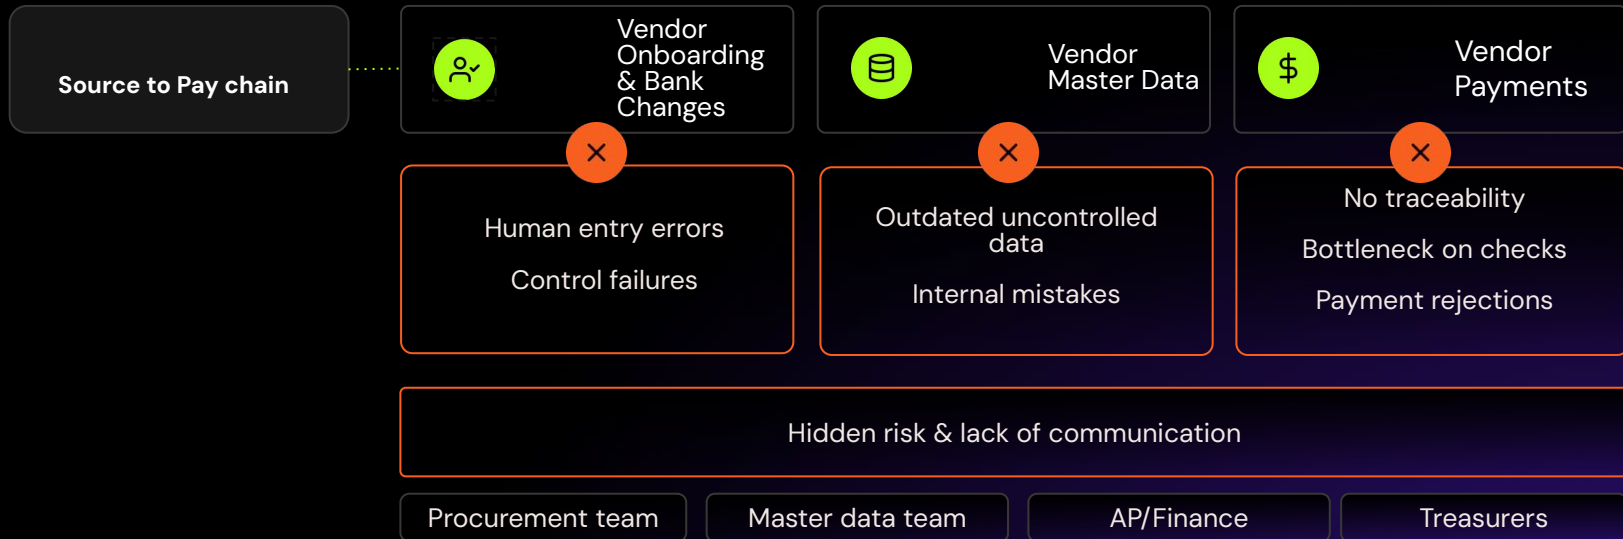 Source to Pay chain
Vendor
Onboarding
& Bank
Changes
Vendor
Master Data
Vendor
Payments
Human entry errors
Control failures
Outdated uncontrolled
data
Internal mistakes
No traceability
Bottleneck on checks
Payment rejections
Hidden risk & lack of communication
Procurement team
Master data team
AP/Finance
Treasurers